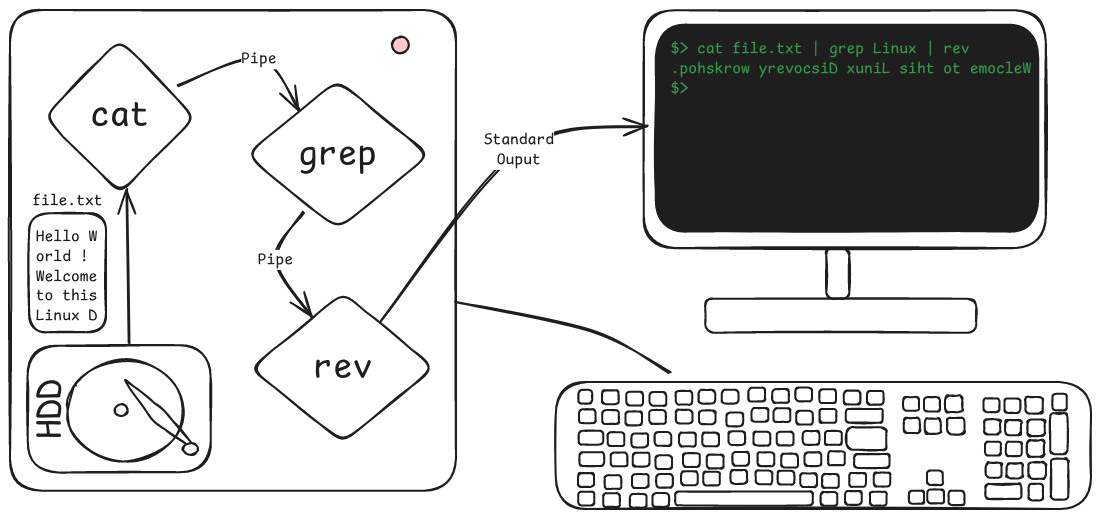 cat
Pipe
grep
file.txt
Hello W
orld !
Welcome
to this
Linux D
Pipe
rev
HDD
Standard
Ouput
$> cat file.txt | grep Linux | rev
.pohskrow yrevocsiD xuniL siht ot emocleW
$>